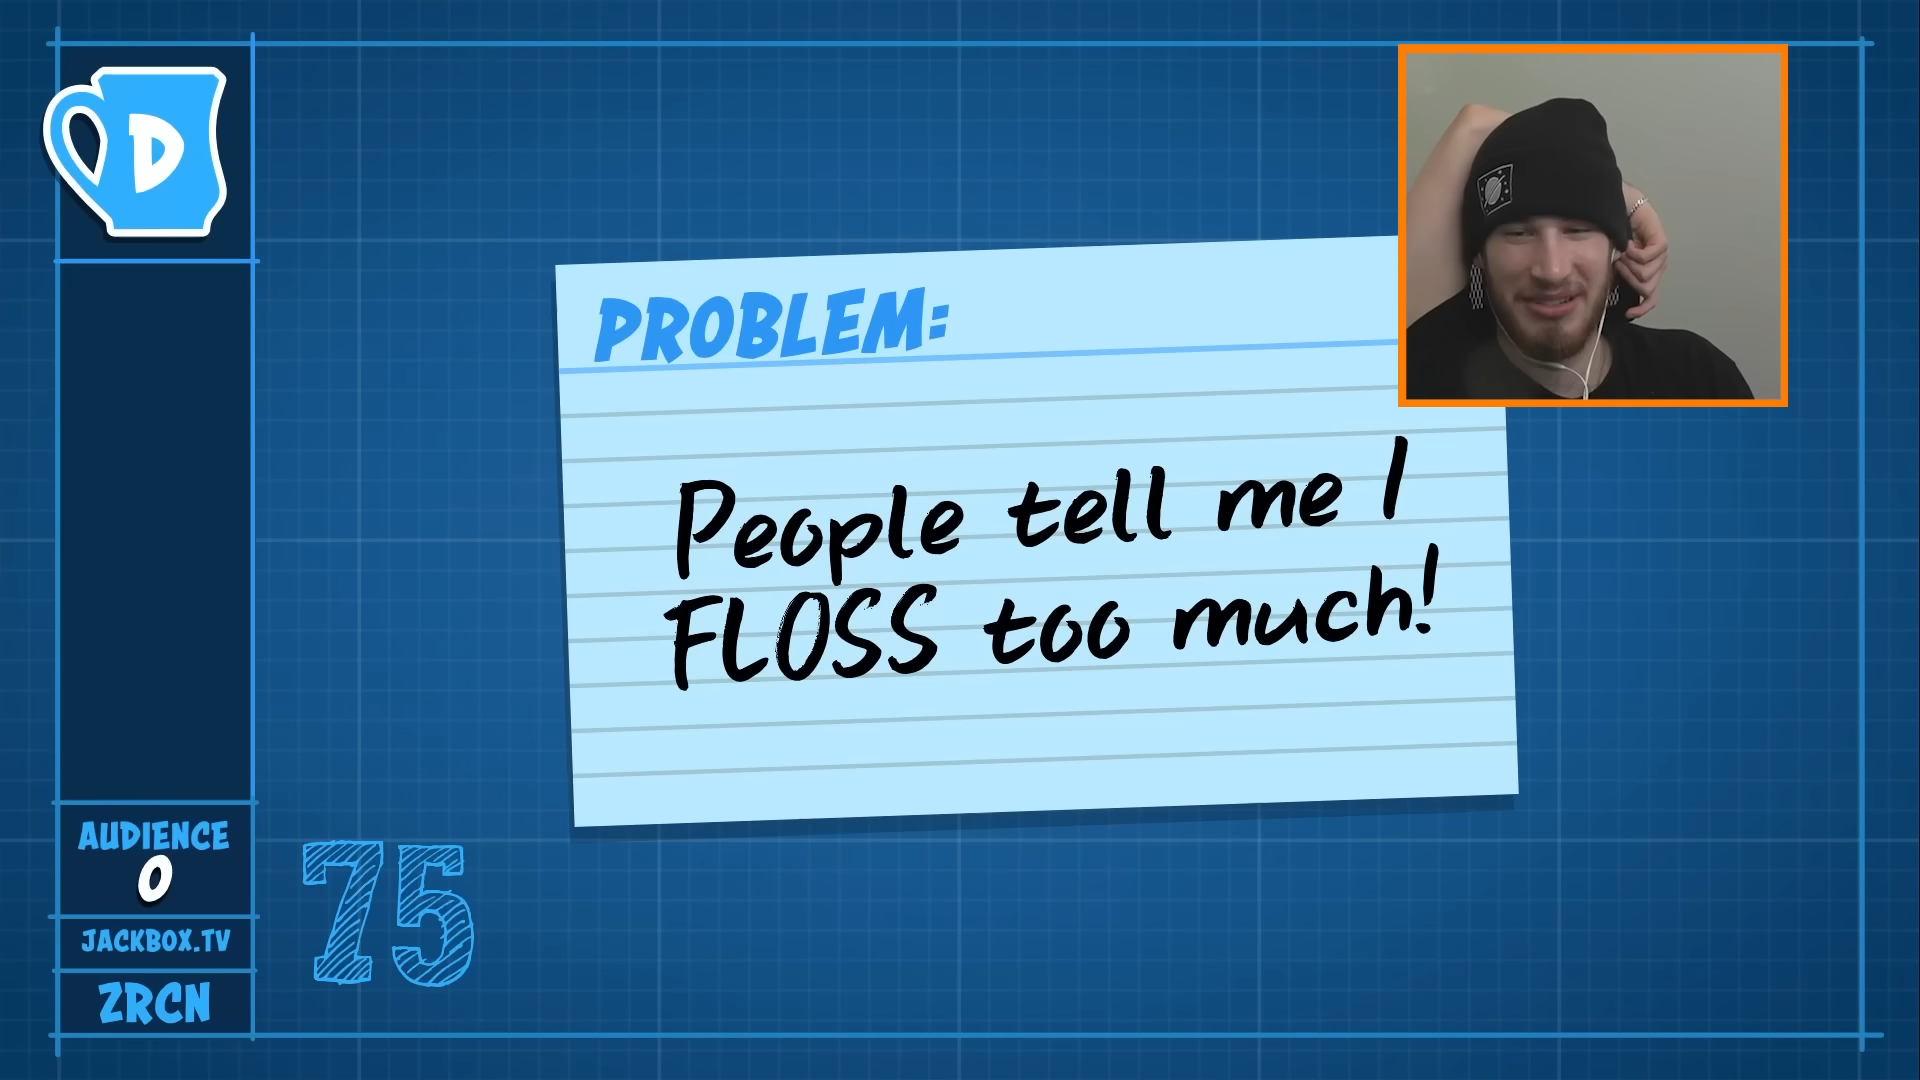 D
PROBLEM:
People tell me I
FLOSS too much!
AUDIENCE
0
JACKBOX.TV
ZRCN
75